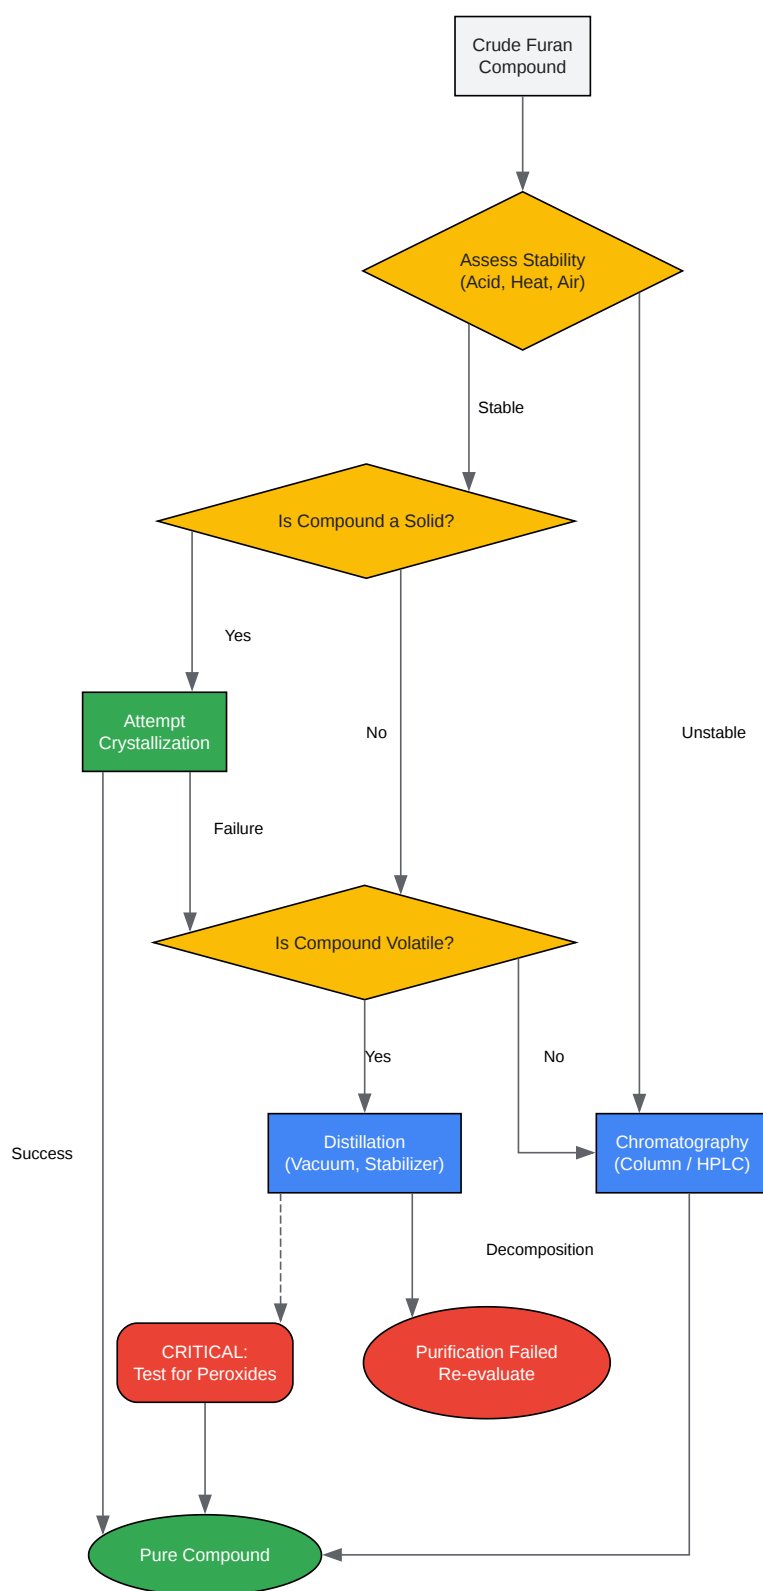 Crude Furan
Compound
Assess Stability
(Acid, Heat, Air)
Stable
Is Compound a Solid?
Yes
Attempt
Crystallization
No
Unstable
Failure
Is Compound Volatile?
Yes
No
Success
Distillation
(Vacuum, Stabilizer)
Chromatography
(Column / HPLC)
Decomposition
CRITICAL:
Test for Peroxides
Purification Failed
Re-evaluate
Pure Compound